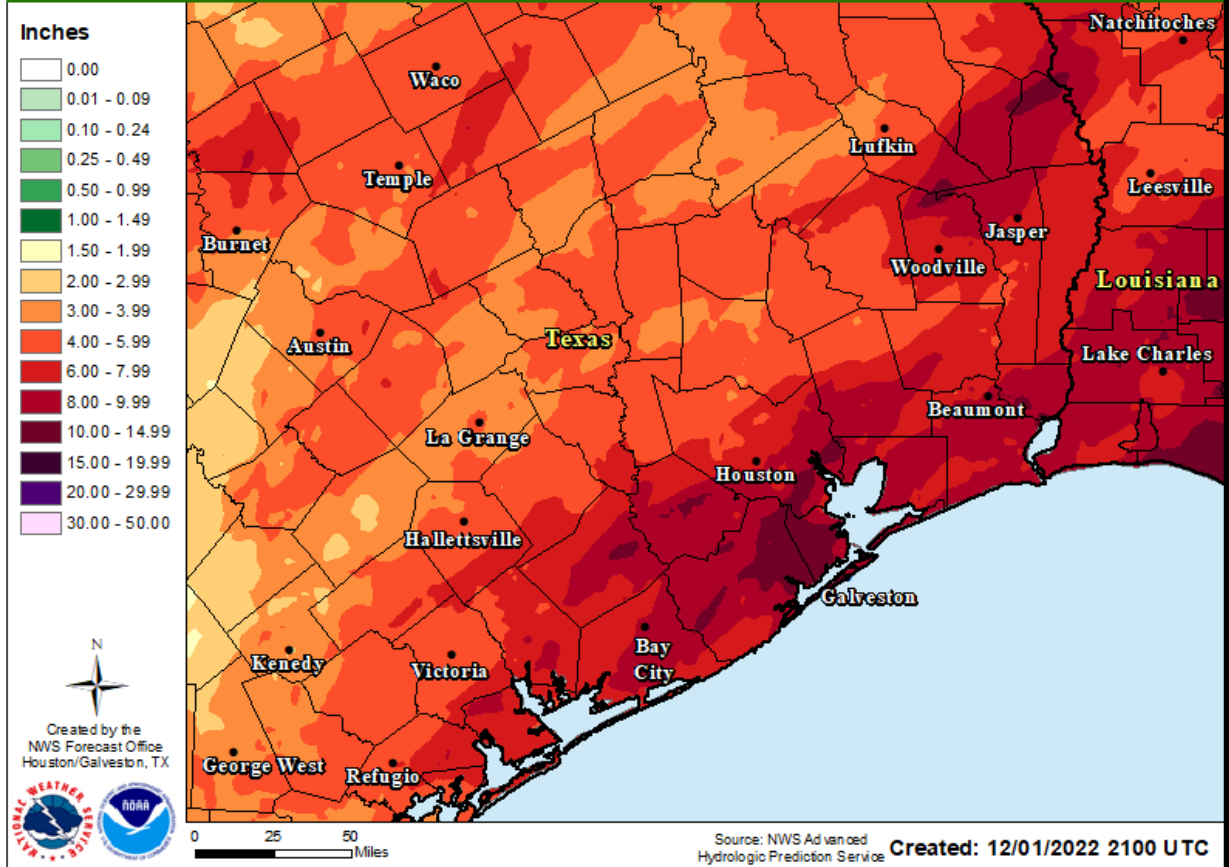 Inches
0.00
0.01 - 0.09
0.10 - 0.24
0.25 - 0.49
0.50 - 0.99
1.00 - 1.49
1.50 - 1.99
2.00 - 2.99
3.00 - 3.99
4.00 - 5.99
6.00 - 7.99
8.00 - 9.99
10.00 - 14.99
15.00 - 19.99
20.00 - 29.99
30.00 - 50.00
N
Created by the
NWS Forecast Office
Houston/Galveston, TX
NATIONAL WEATHER SERVICE
NOAA
Natchitoches
Waco
Lufkin
Temple
Leesville
Burnet
Jasper
Woodville
Louisiana
Texas
Austin
Lake Charles
Beaumont
La Grange
Houston
Hallettsville
Galveston
Bay
City
Kenedy
Victoria
George West
Refugio
0 25 50
Miles
Source: NWS Advanced
Hydrologic Prediction Service
Created: 12/01/2022 2100 UTC